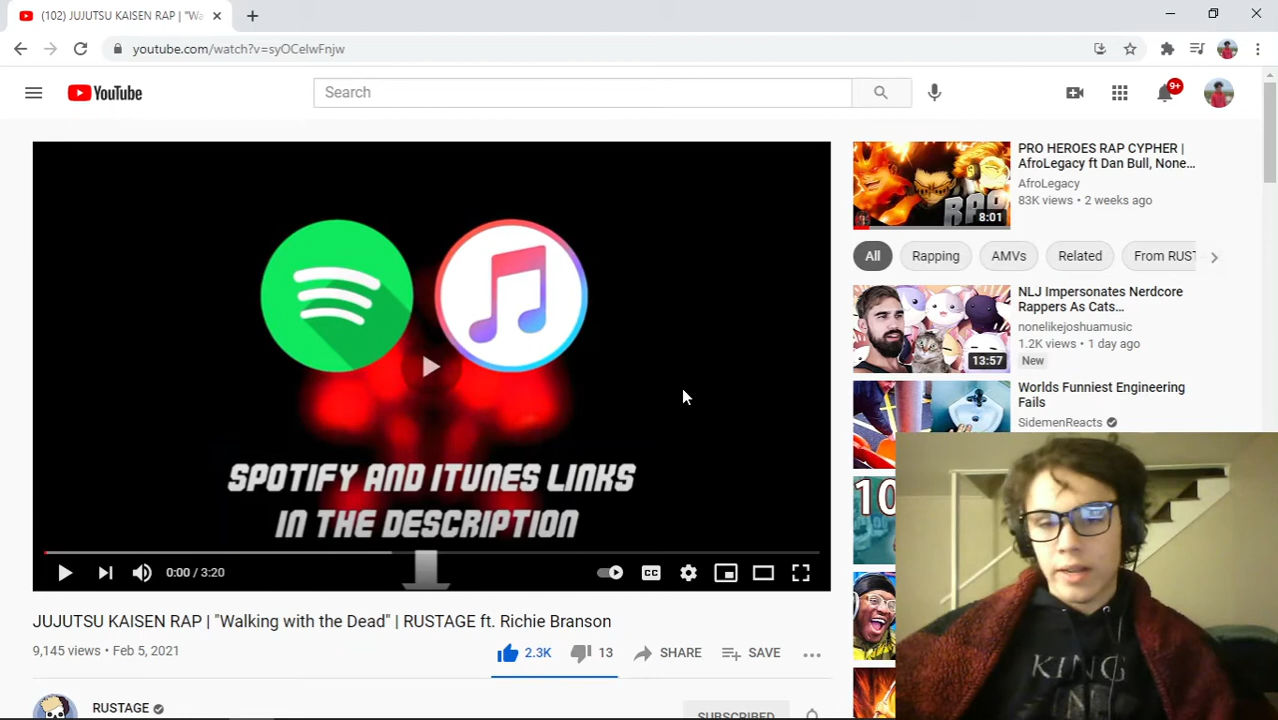 (102) JUJUTSU KAISEN RAP | "Wa
youtube.com/watch?v=syOCelwFnjw
YouTube
Search
9+
SPOTIFY AND ITUNES LINKS
IN THE DESCRIPTION
0:00 / 3:20
CC
JUJUTSU KAISEN RAP | "Walking with the Dead" | RUSTAGE ft. Richie Branson
9,145 views • Feb 5, 2021
2.3K
13
SHARE
SAVE
RUSTAGE
SUBSCRIBED
PRO HEROES RAP CYPHER |
AfroLegacy ft Dan Bull, None...
AfroLegacy
83K views • 2 weeks ago
RAP
8:01
All
Rapping
AMVs
Related
From RUST
NLJ Impersonates Nerdcore
Rappers As Cats...
nonelikejoshuamusic
1.2K views • 1 day ago
New
13:57
Worlds Funniest Engineering
Fails
SidemenReacts
10
KING